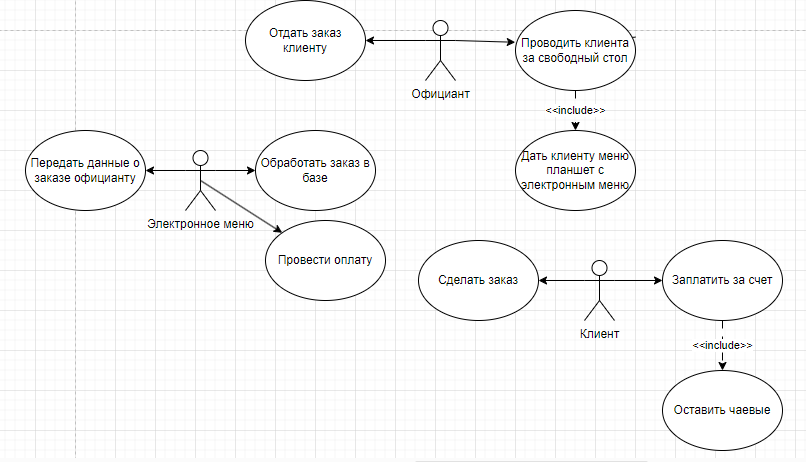 Отдать заказ
клиенту
Официант
Проводить клиента
за свободный стол
<<include>>
Дать клиенту меню
планшет с
электронным меню
Передать данные о
заказе официанту
Электронное меню
Обработать заказ в
базе
Провести оплату
Сделать заказ
Клиент
Заплатить за счет
<<include>>
Оставить чаевые